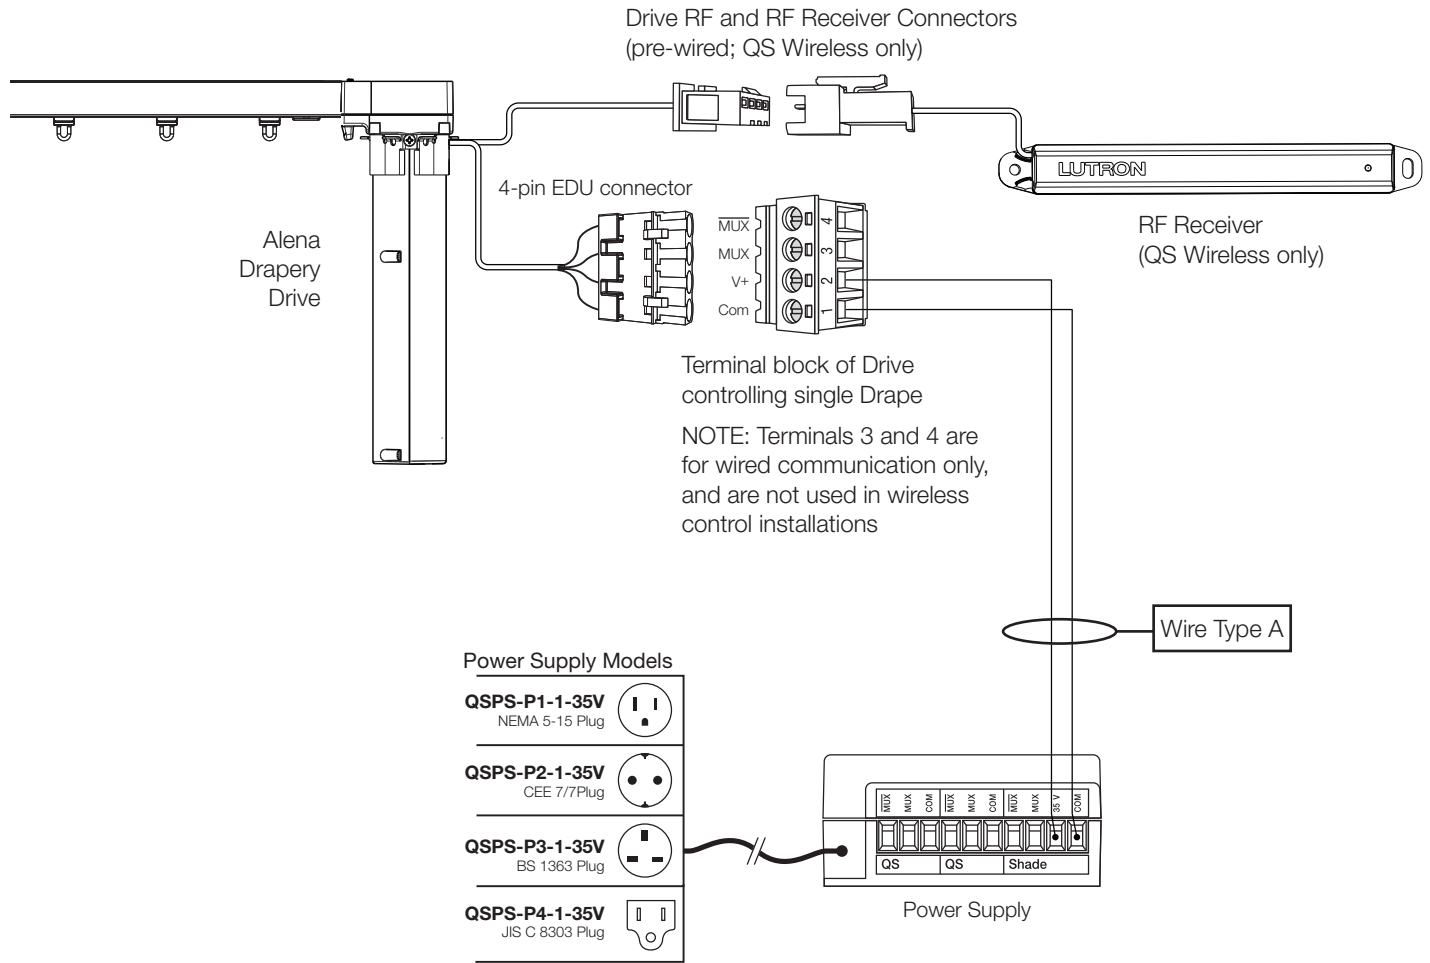 Drive RF and RF Receiver Connectors
(pre-wired; QS Wireless only)
LUTRON
RF Receiver
(QS Wireless only)
4-pin EDU connector
Alena
Drapery
Drive
MUX
MUX
V+
Com
4
3
2
1
Terminal block of Drive
controlling single Drape
NOTE: Terminals 3 and 4 are
for wired communication only,
and are not used in wireless
control installations
Wire Type A
Power Supply Models
QSPS-P1-1-35V
NEMA 5-15 Plug
QSPS-P2-1-35V
CEE 7/7Plug
QSPS-P3-1-35V
BS 1363 Plug
QSPS-P4-1-35V
JIS C 8303 Plug
MUX
MUX
COM
MUX
MUX
COM
MUX
MUX
35 V
COM
QS
QS
Shade
Power Supply